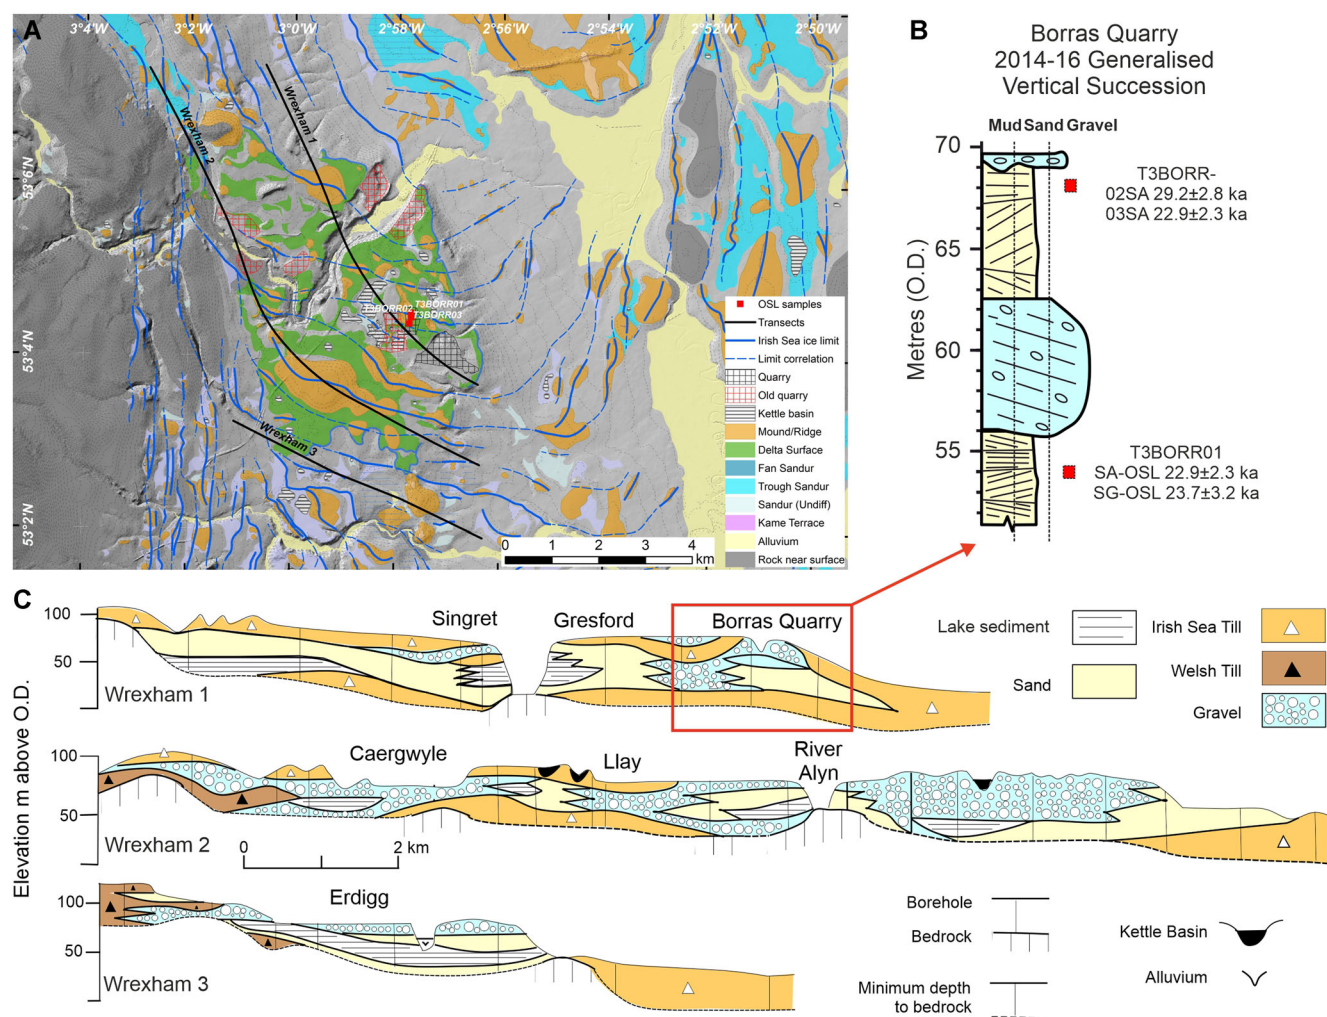 A
3°4'W 3°2'W 3°0'W 2°58'W 2°56'W 2°54'W 2°52'W 2°50'W
53°6'N
53°4'N
53°2'N
Wrexham 1
Wrexham 2
Wrexham 3
T3BORR02
T3BORR01
T3BORR03
OSL samples
Transects
Irish Sea ice limit
Limit correlation
Quarry
Old quarry
Kettle basin
Mound/Ridge
Delta Surface
Fan Sandur
Trough Sandur
Sandur (Undiff)
Kame Terrace
Alluvium
Rock near surface
0 1 2 3 4
km
B
Borras Quarry
2014-16 Generalised
Vertical Succession
Mud Sand Gravel
70
65
60
55
Metres (O.D.)
T3BORR-
02SA 29.2±2.8 ka
03SA 22.9±2.3 ka
T3BORR01
SA-OSL 22.9±2.3 ka
SG-OSL 23.7±3.2 ka
C
Elevation m above O.D.
100
50
Singret
Gresford
Borras Quarry
Wrexham 1
100
50
Caergwyle
Llay
River
Alyn
Wrexham 2
0 2 km
100
50
Erdigg
Wrexham 3
Lake sediment
Sand
Irish Sea Till
Welsh Till
Gravel
Borehole
Bedrock
Minimum depth
to bedrock
Kettle Basin
Alluvium